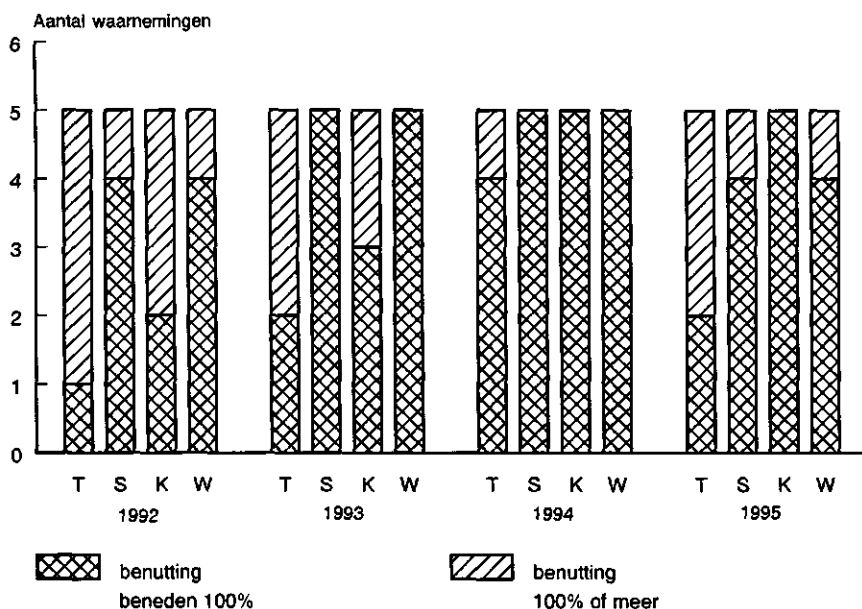 Aantal waarnemingen
6
5
4
3
2
1
0
T S K W T S K W T S K W T S K W
1992 1993 1994 1995
benutting
beneden 100%
benutting
100% of meer